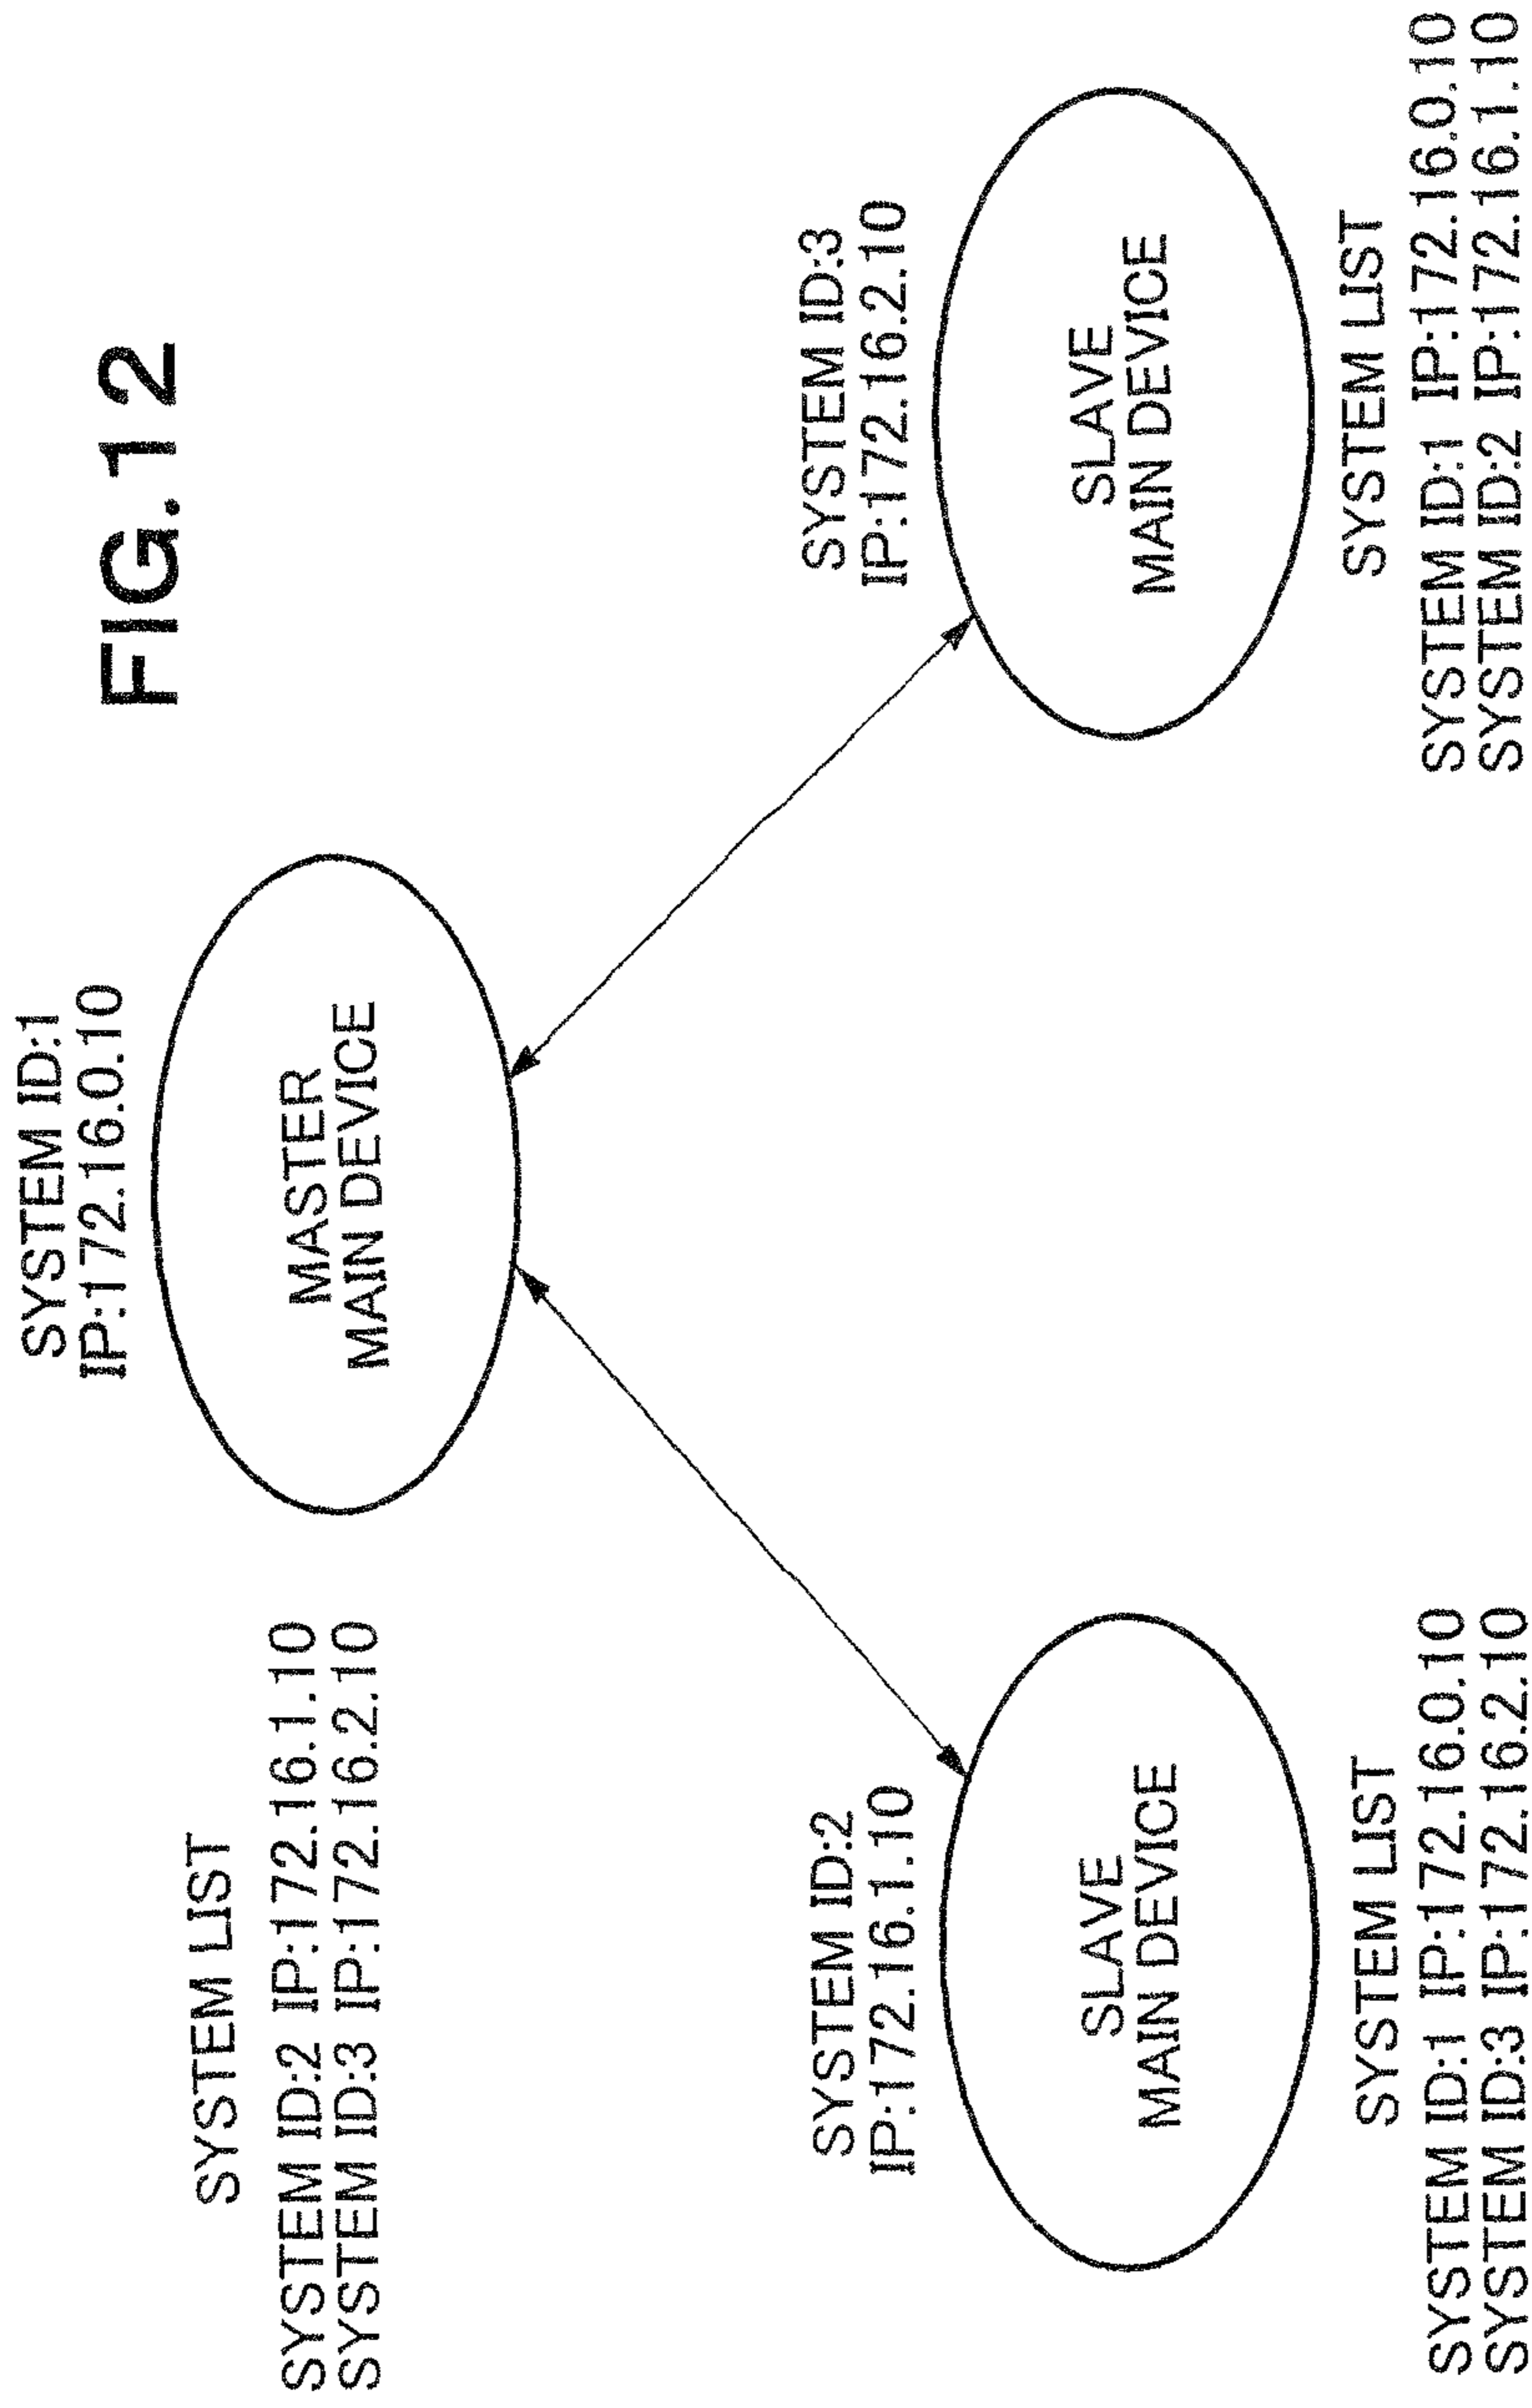 FIG.12
SYSTEM ID:1
IP:172.16.0.10
MASTER
MAIN DEVICE
SYSTEM LIST
SYSTEM ID:2 IP:172.16.1.10
SYSTEM ID:3 IP:172.16.2.10
SYSTEM ID:2
IP:172.16.1.10
SLAVE
MAIN DEVICE
SYSTEM LIST
SYSTEM ID:1 IP:172.16.0.10
SYSTEM ID:3 IP:172.16.2.10
SYSTEM ID:3
IP:172.16.2.10
SLAVE
MAIN DEVICE
SYSTEM LIST
SYSTEM ID:1 IP:172.16.0.10
SYSTEM ID:2 IP:172.16.1.10